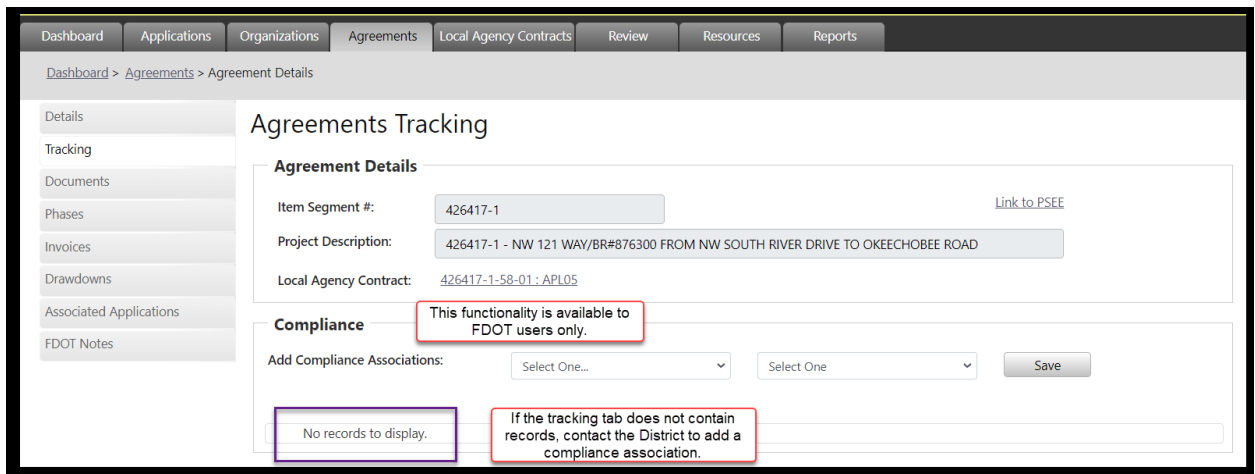 Dashboard Applications Organizations Agreements Local Agency Contracts Review Resources Reports
Dashboard > Agreements > Agreement Details
Details
Tracking
Documents
Phases
Invoices
Drawdowns
Associated Applications
FDOT Notes
Agreements Tracking
Agreement Details
Item Segment #: 426417-1 Link to PSEE
Project Description: 426417-1 - NW 121 WAY/BR#876300 FROM NW SOUTH RIVER DRIVE TO OKEECHOBEE ROAD
Local Agency Contract: 426417-1-58-01 : APL05
This functionality is available to
FDOT users only.
Compliance
Add Compliance Associations: Select One... Select One Save
No records to display.
If the tracking tab does not contain
records, contact the District to add a
compliance association.